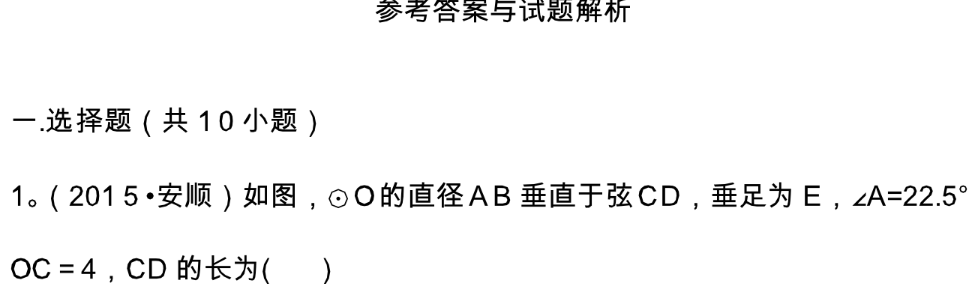 参考答案与试题解析
一.选择题（共 10 小题）
1。（2015•安顺）如图，⊙O的直径AB垂直于弦CD，垂足为 E，∠A=22.5°
OC=4，CD 的长为(　　)